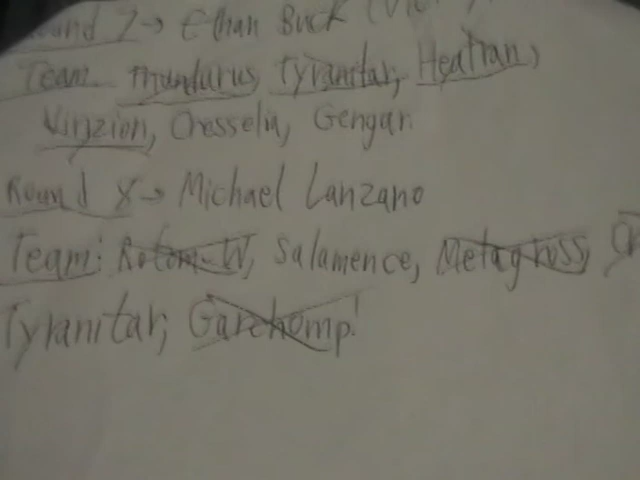 Round 7→ Ethan Buck
Team: Thundurus, Tyranitar, Heatran,
Virizion, Cresselia, Gengar.
Round 8→ Michael Lanzano
Team: Rotom-W, Salamence, Metagross,
Tyranitar, Garchomp!